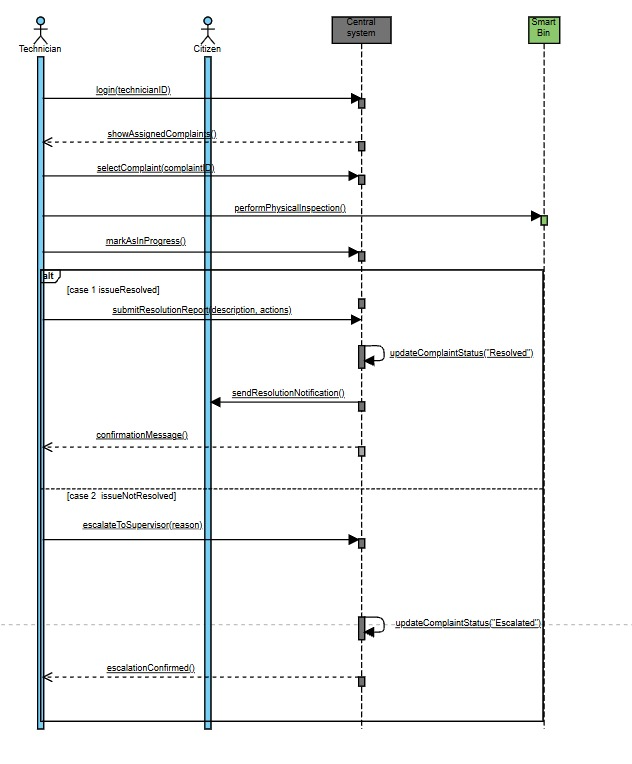 Central
system
Smart
Bin
Technician
Citizen
login(technicianID)
showAssignedComplaints()
selectComplaint(complaintID)
performPhysicalInspection()
markAsInProgress()
alt
[case 1 issueResolved]
submitResolutionReport(description, actions)
updateComplaintStatus("Resolved")
sendResolutionNotification()
confirmationMessage()
[case 2 issueNotResolved]
escalateToSupervisor(reason)
updateComplaintStatus("Escalated")
escalationConfirmed()